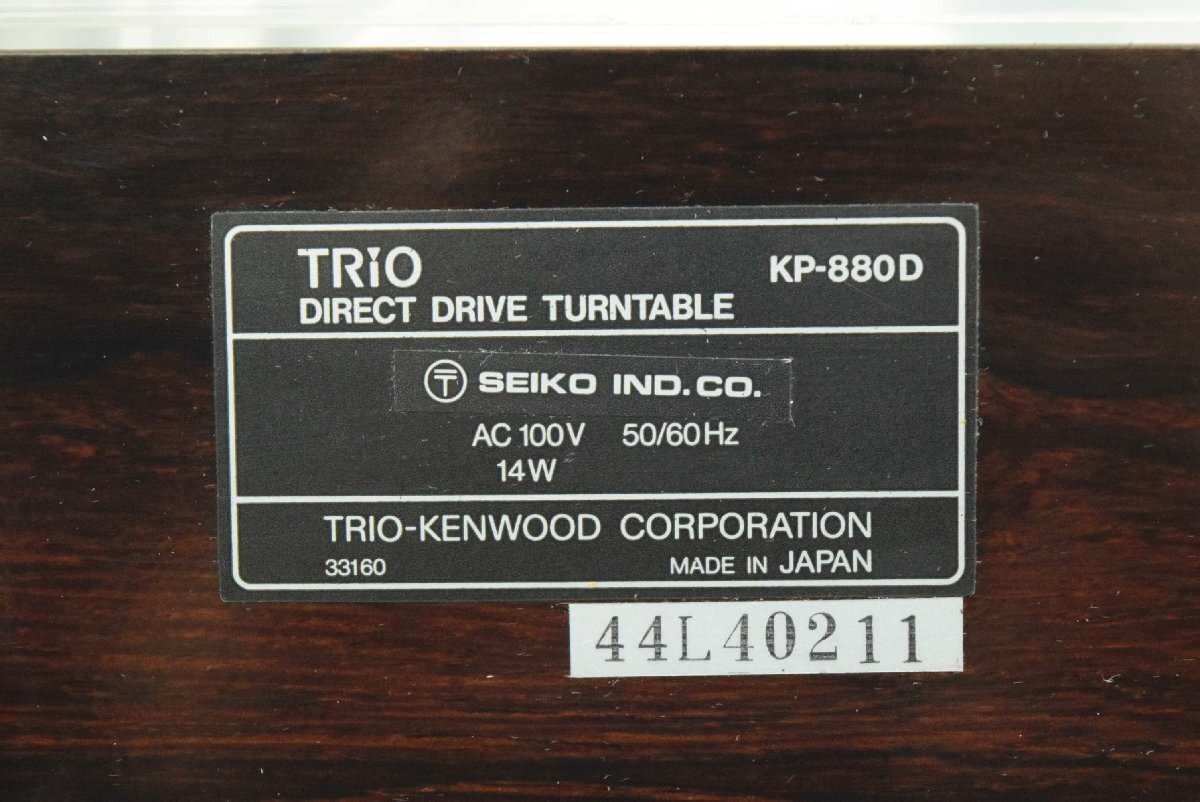 TRiO KP-880D
DIRECT DRIVE TURNTABLE
〶 SEIKO IND. CO.
AC 100V 50/60Hz
14W
TRIO-KENWOOD CORPORATION
33160 MADE IN JAPAN
44L40211